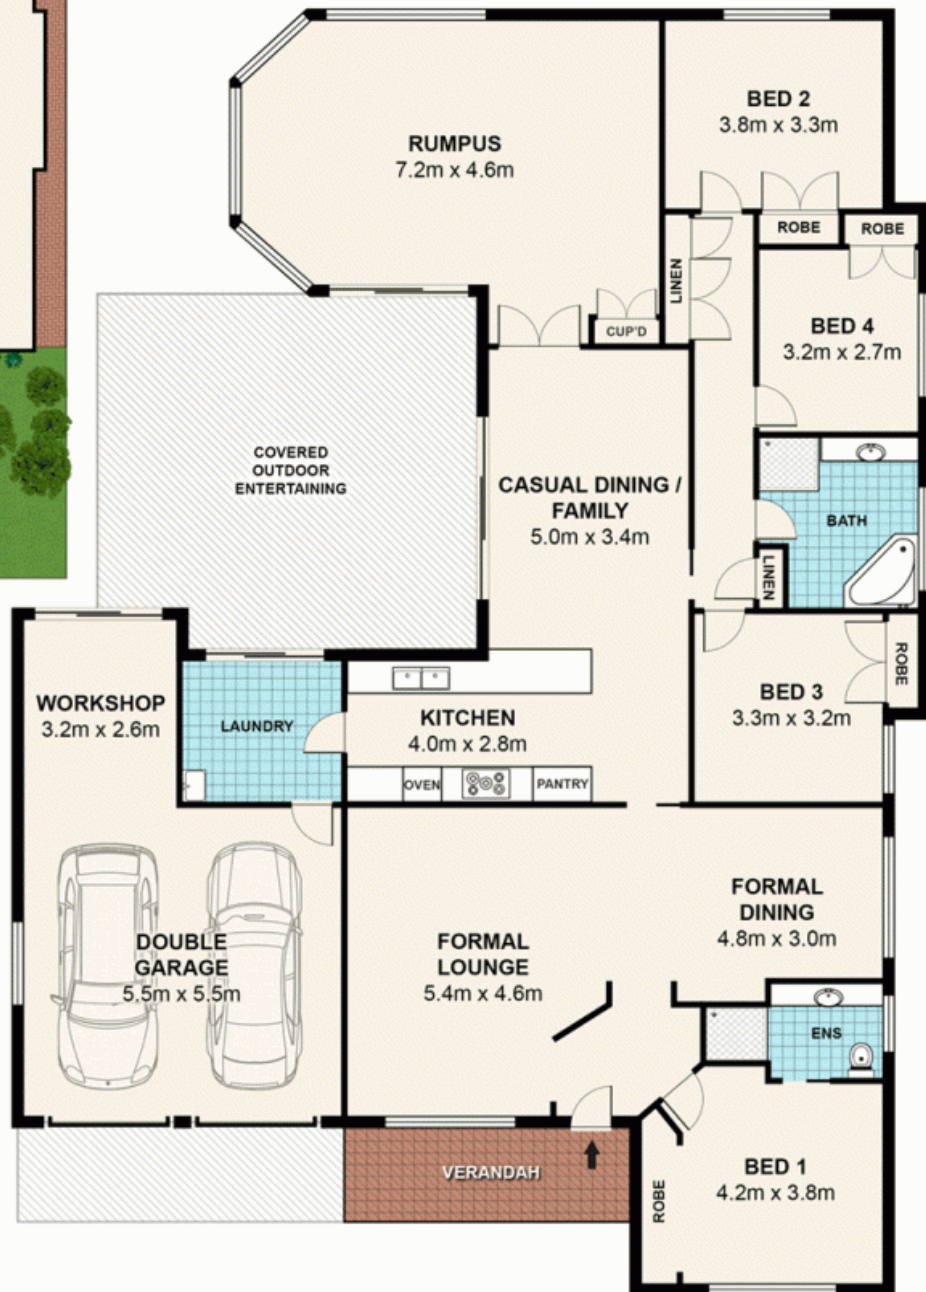 BED 2
3.8m x 3.3m
RUMPUS
7.2m x 4.6m
ROBE
ROBE
LINEN
CUP'D
BED 4
3.2m x 2.7m
COVERED
OUTDOOR
ENTERTAINING
CASUAL DINING /
FAMILY
5.0m x 3.4m
BATH
LINEN
WORKSHOP
3.2m x 2.6m
LAUNDRY
KITCHEN
4.0m x 2.8m
BED 3
3.3m x 3.2m
ROBE
OVEN
PANTRY
FORMAL
DINING
4.8m x 3.0m
DOUBLE
GARAGE
5.5m x 5.5m
FORMAL
LOUNGE
5.4m x 4.6m
ENS
VERANDAH
BED 1
4.2m x 3.8m
ROBE